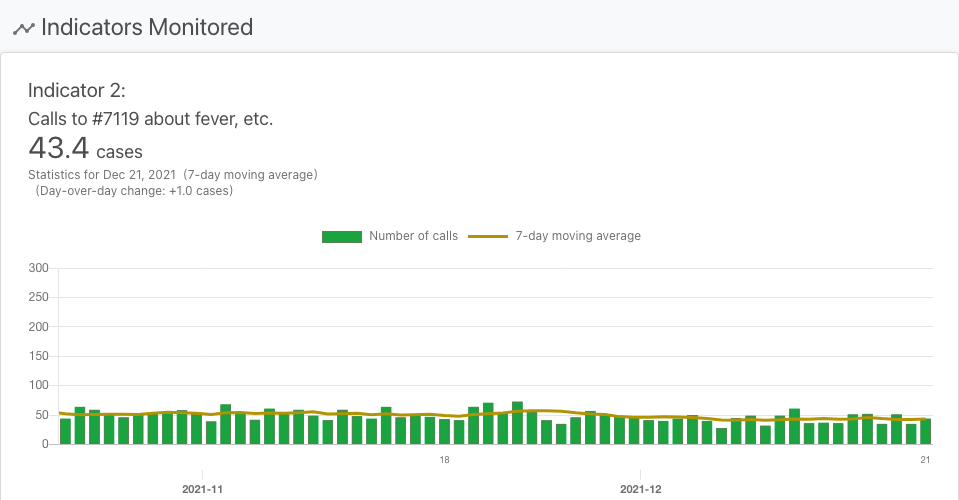 Indicators Monitored
Indicator 2:
Calls to #7119 about fever, etc.
43.4 cases
Statistics for Dec 21, 2021 (7-day moving average)
(Day-over-day change: +1.0 cases)
Number of calls 7-day moving average
300
250
200
150
100
50
0
18 21
2021-11 2021-12